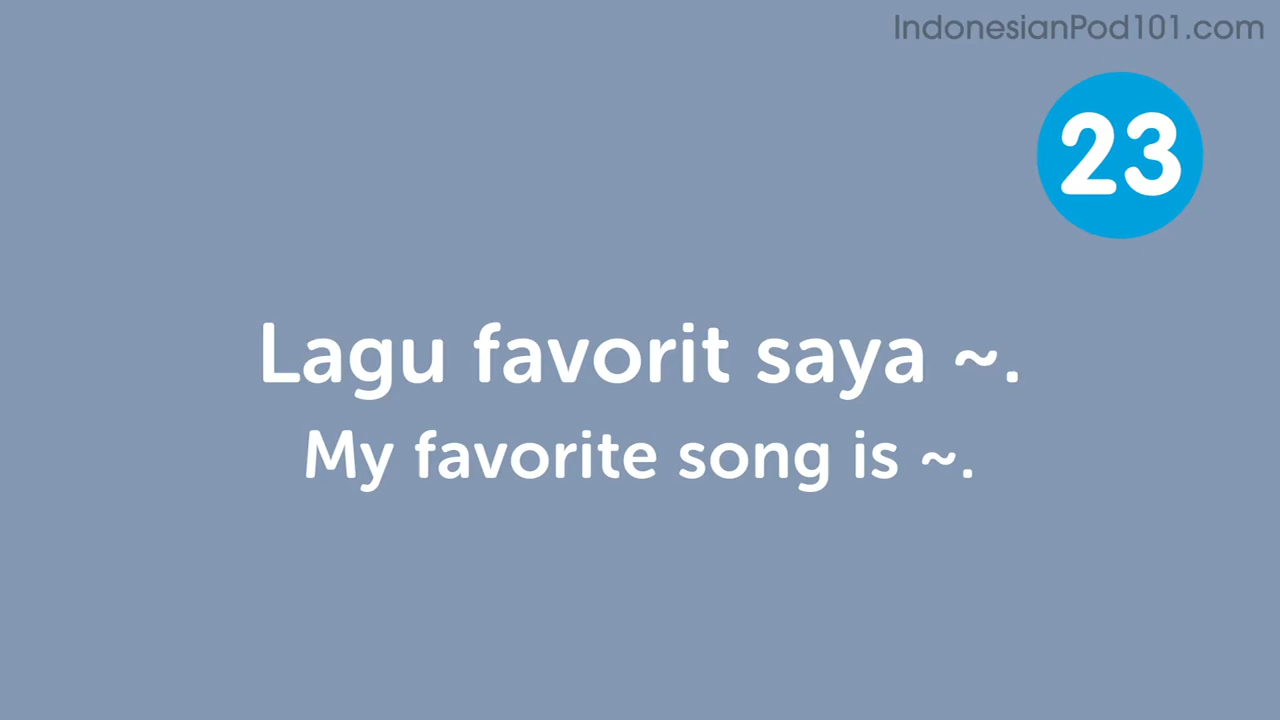 IndonesianPod101.com
23
Lagu favorit saya ~.
My favorite song is ~.